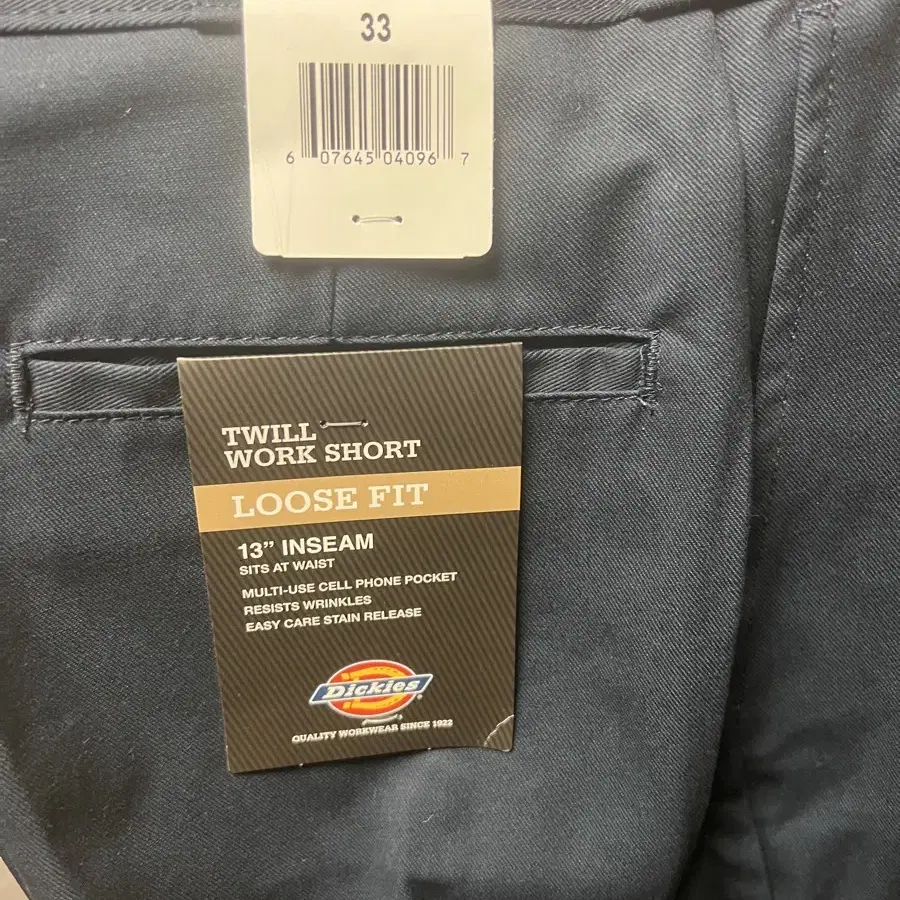 33
6 07645 04096 7
TWILL
WORK SHORT
LOOSE FIT
13” INSEAM
SITS AT WAIST
MULTI-USE CELL PHONE POCKET
RESISTS WRINKLES
EASY CARE STAIN RELEASE
Dickies
QUALITY WORKWEAR SINCE 1922